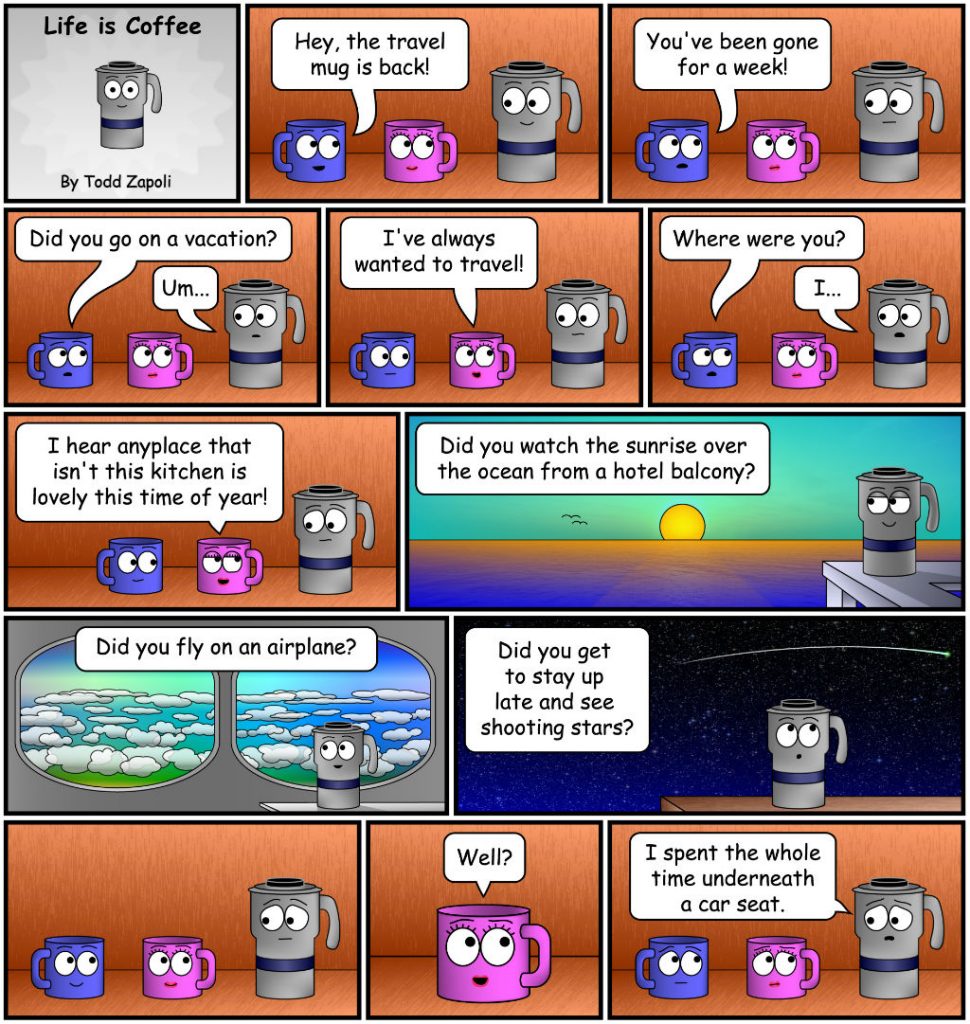 Life is Coffee
By Todd Zapoli
Hey, the travel
mug is back!
You've been gone
for a week!
Did you go on a vacation?
Um...
I've always
wanted to travel!
Where were you?
I...
I hear anyplace that
isn't this kitchen is
lovely this time of year!
Did you watch the sunrise over
the ocean from a hotel balcony?
Did you fly on an airplane?
Did you get
to stay up
late and see
shooting stars?
Well?
I spent the whole
time underneath
a car seat.